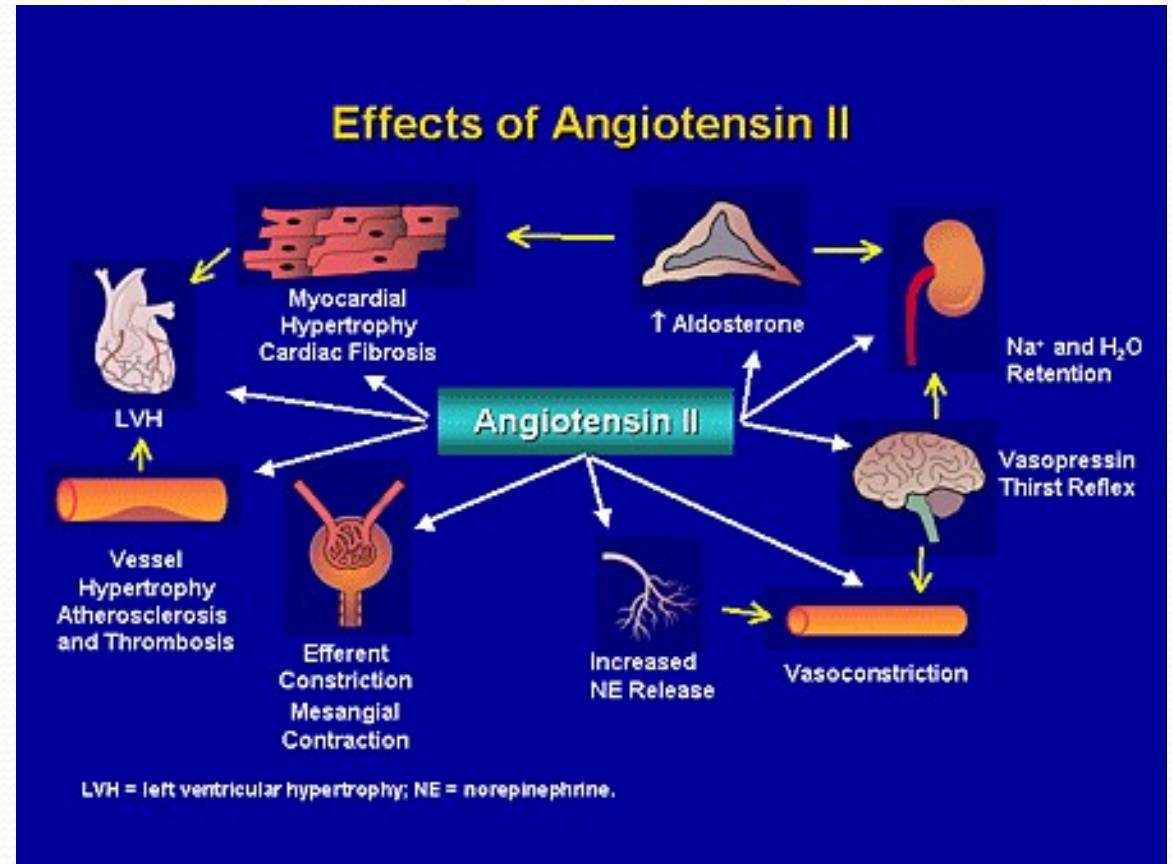 Effects of Angiotensin II
Myocardial
Hypertrophy
Cardiac Fibrosis
↑ Aldosterone
Na⁺ and H₂O
Retention
LVH
Angiotensin II
Vasopressin
Thirst Reflex
Vessel
Hypertrophy
Atherosclerosis
and Thrombosis
Efferent
Constriction
Mesangial
Contraction
Increased
NE Release
Vasoconstriction
LVH = left ventricular hypertrophy; NE = norepinephrine.